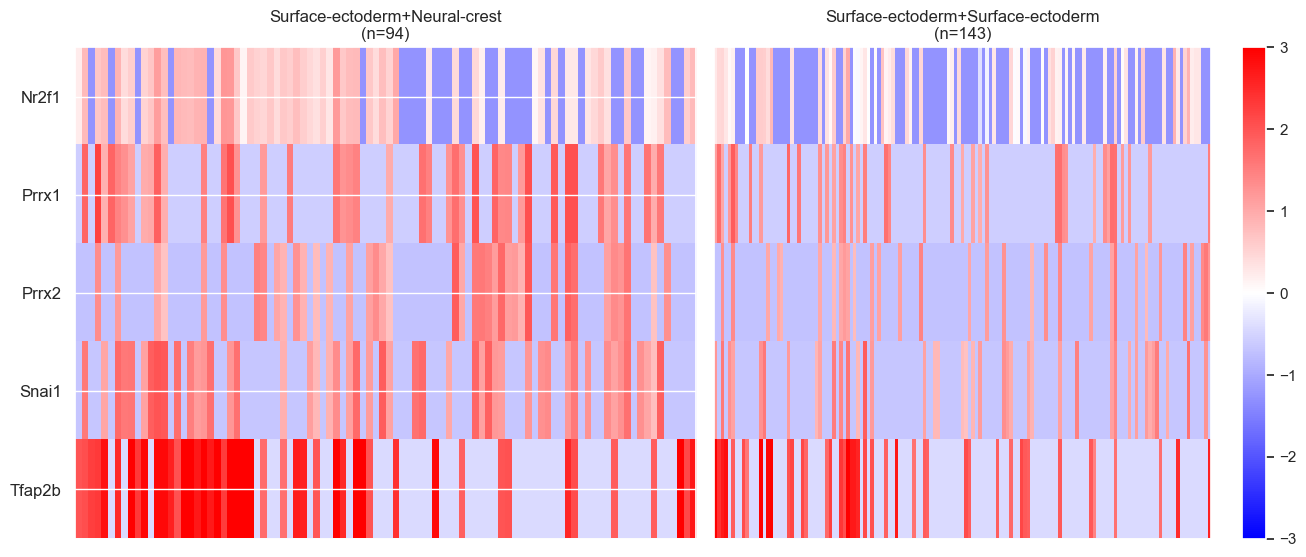 Surface-ectoderm+Neural-crest
(n=94)
Surface-ectoderm+Surface-ectoderm
(n=143)
Nr2f1
Prrx1
Prrx2
Snai1
Tfap2b
3
2
1
0
−1
−2
−3